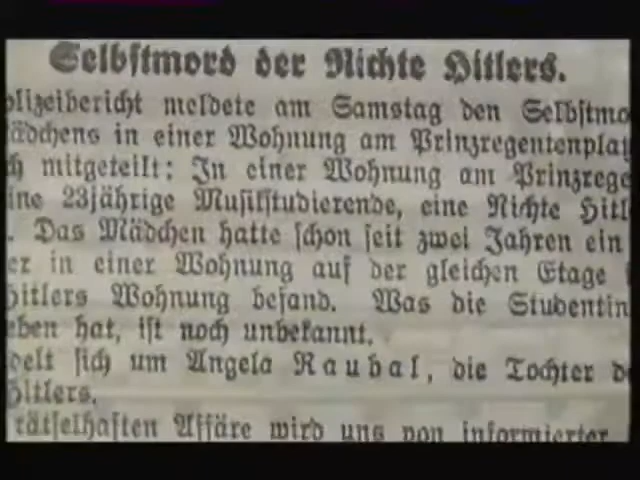 Selbstmord der Nichte Hitlers.
olizeibericht meldete am Samstag den Selbstmo
ädchens in einer Wohnung am Prinzregentenplat
h mitgeteilt: In einer Wohnung am Prinzrege
ine 23jährige Musikstudierende, eine Nichte Hitl
. Das Mädchen hatte schon seit zwei Jahren ein
er in einer Wohnung auf der gleichen Etage
Hitlers Wohnung befand. Was die Studentin
eben hat, ist noch unbekannt.
delt sich um Angela Raubal, die Tochter d
Hitlers.
rätselhaften Affäre wird uns von informierter